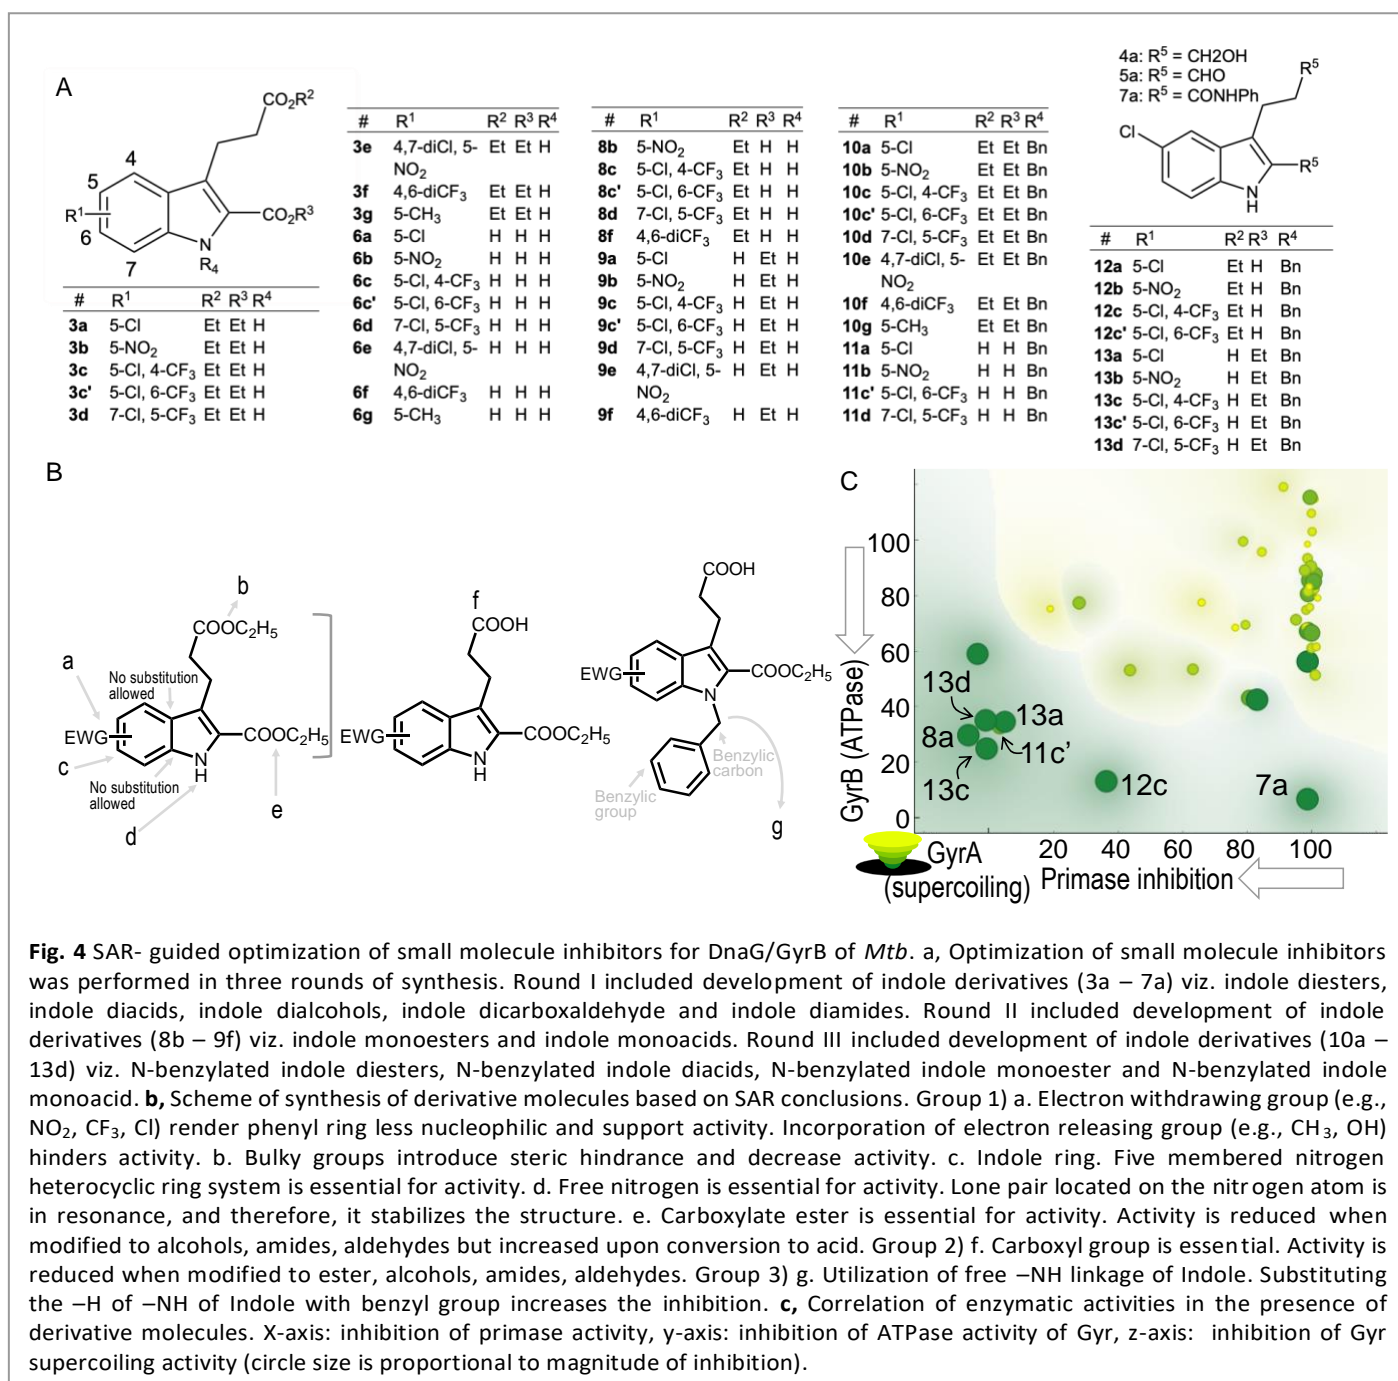 A
CO₂R²
4
5
R¹
6
7
N
R₄
CO₂R³
# R¹ R² R³ R⁴
3a 5-Cl Et Et H
3b 5-NO₂ Et Et H
3c 5-Cl, 4-CF₃ Et Et H
3c' 5-Cl, 6-CF₃ Et Et H
3d 7-Cl, 5-CF₃ Et Et H
# R¹ R² R³ R⁴
3e 4,7-diCl, 5- Et Et H
NO₂
3f 4,6-diCF₃ Et Et H
3g 5-CH₃ Et Et H
6a 5-Cl H H H
6b 5-NO₂ H H H
6c 5-Cl, 4-CF₃ H H H
6c' 5-Cl, 6-CF₃ H H H
6d 7-Cl, 5-CF₃ H H H
6e 4,7-diCl, 5- H H H
NO₂
6f 4,6-diCF₃ H H H
6g 5-CH₃ H H H
# R¹ R² R³ R⁴
8b 5-NO₂ Et H H
8c 5-Cl, 4-CF₃ Et H H
8c' 5-Cl, 6-CF₃ Et H H
8d 7-Cl, 5-CF₃ Et H H
8f 4,6-diCF₃ Et H H
9a 5-Cl H Et H
9b 5-NO₂ H Et H
9c 5-Cl, 4-CF₃ H Et H
9c' 5-Cl, 6-CF₃ H Et H
9d 7-Cl, 5-CF₃ H Et H
9e 4,7-diCl, 5- H Et H
NO₂
9f 4,6-diCF₃ H Et H
# R¹ R² R³ R⁴
10a 5-Cl Et Et Bn
10b 5-NO₂ Et Et Bn
10c 5-Cl, 4-CF₃ Et Et Bn
10c' 5-Cl, 6-CF₃ Et Et Bn
10d 7-Cl, 5-CF₃ Et Et Bn
10e 4,7-diCl, 5- Et Et Bn
NO₂
10f 4,6-diCF₃ Et Et Bn
10g 5-CH₃ Et Et Bn
11a 5-Cl H H Bn
11b 5-NO₂ H H Bn
11c' 5-Cl, 6-CF₃ H H Bn
11d 7-Cl, 5-CF₃ H H Bn
4a: R⁵ = CH2OH
5a: R⁵ = CHO
7a: R⁵ = CONHPh
R⁵
Cl
R⁵
N
H
# R¹ R² R³ R⁴
12a 5-Cl Et H Bn
12b 5-NO₂ Et H Bn
12c 5-Cl, 4-CF₃ Et H Bn
12c' 5-Cl, 6-CF₃ Et H Bn
13a 5-Cl H Et Bn
13b 5-NO₂ H Et Bn
13c 5-Cl, 4-CF₃ H Et Bn
13c' 5-Cl, 6-CF₃ H Et Bn
13d 7-Cl, 5-CF₃ H Et Bn
B
b
COOC₂H₅
a
No substitution
allowed
EWG
COOC₂H₅
c
N
H
No substitution
allowed
d
e
f
COOH
EWG
COOC₂H₅
N
H
COOH
EWG
COOC₂H₅
N
Benzylic
carbon
Benzylic
group
g
C
GyrB (ATPase)
100
80
60
40
20
0
13d
13a
8a
11c’
13c
12c
7a
GyrA
(supercoiling)
20 40 60 80 100
Primase inhibition
Fig. 4 SAR- guided optimization of small molecule inhibitors for DnaG/GyrB of Mtb. a, Optimization of small molecule inhibitors
was performed in three rounds of synthesis. Round I included development of indole derivatives (3a – 7a) viz. indole diesters,
indole diacids, indole dialcohols, indole dicarboxaldehyde and indole diamides. Round II included development of indole
derivatives (8b – 9f) viz. indole monoesters and indole monoacids. Round III included development of indole derivatives (10a –
13d) viz. N-benzylated indole diesters, N-benzylated indole diacids, N-benzylated indole monoester and N-benzylated indole
monoacid. b, Scheme of synthesis of derivative molecules based on SAR conclusions. Group 1) a. Electron withdrawing group (e.g.,
NO₂, CF₃, Cl) render phenyl ring less nucleophilic and support activity. Incorporation of electron releasing group (e.g., CH₃, OH)
hinders activity. b. Bulky groups introduce steric hindrance and decrease activity. c. Indole ring. Five membered nitrogen
heterocyclic ring system is essential for activity. d. Free nitrogen is essential for activity. Lone pair located on the nitrogen atom is
in resonance, and therefore, it stabilizes the structure. e. Carboxylate ester is essential for activity. Activity is reduced when
modified to alcohols, amides, aldehydes but increased upon conversion to acid. Group 2) f. Carboxyl group is essential. Activity is
reduced when modified to ester, alcohols, amides, aldehydes. Group 3) g. Utilization of free –NH linkage of Indole. Substituting
the –H of –NH of Indole with benzyl group increases the inhibition. c, Correlation of enzymatic activities in the presence of
derivative molecules. X-axis: inhibition of primase activity, y-axis: inhibition of ATPase activity of Gyr, z-axis: inhibition of Gyr
supercoiling activity (circle size is proportional to magnitude of inhibition).